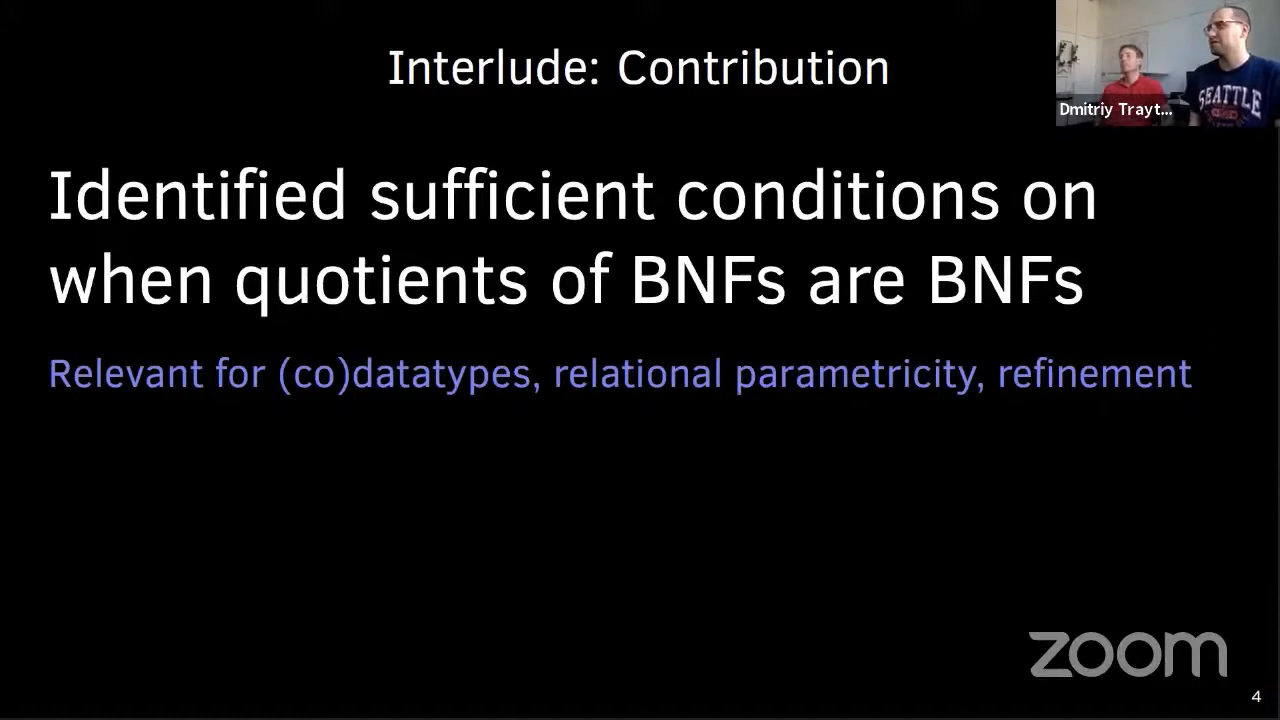 Interlude: Contribution
Dmitriy Trayt...
SEATTLE
Identified sufficient conditions on
when quotients of BNFs are BNFs
Relevant for (co)datatypes, relational parametricity, refinement
zoom
4